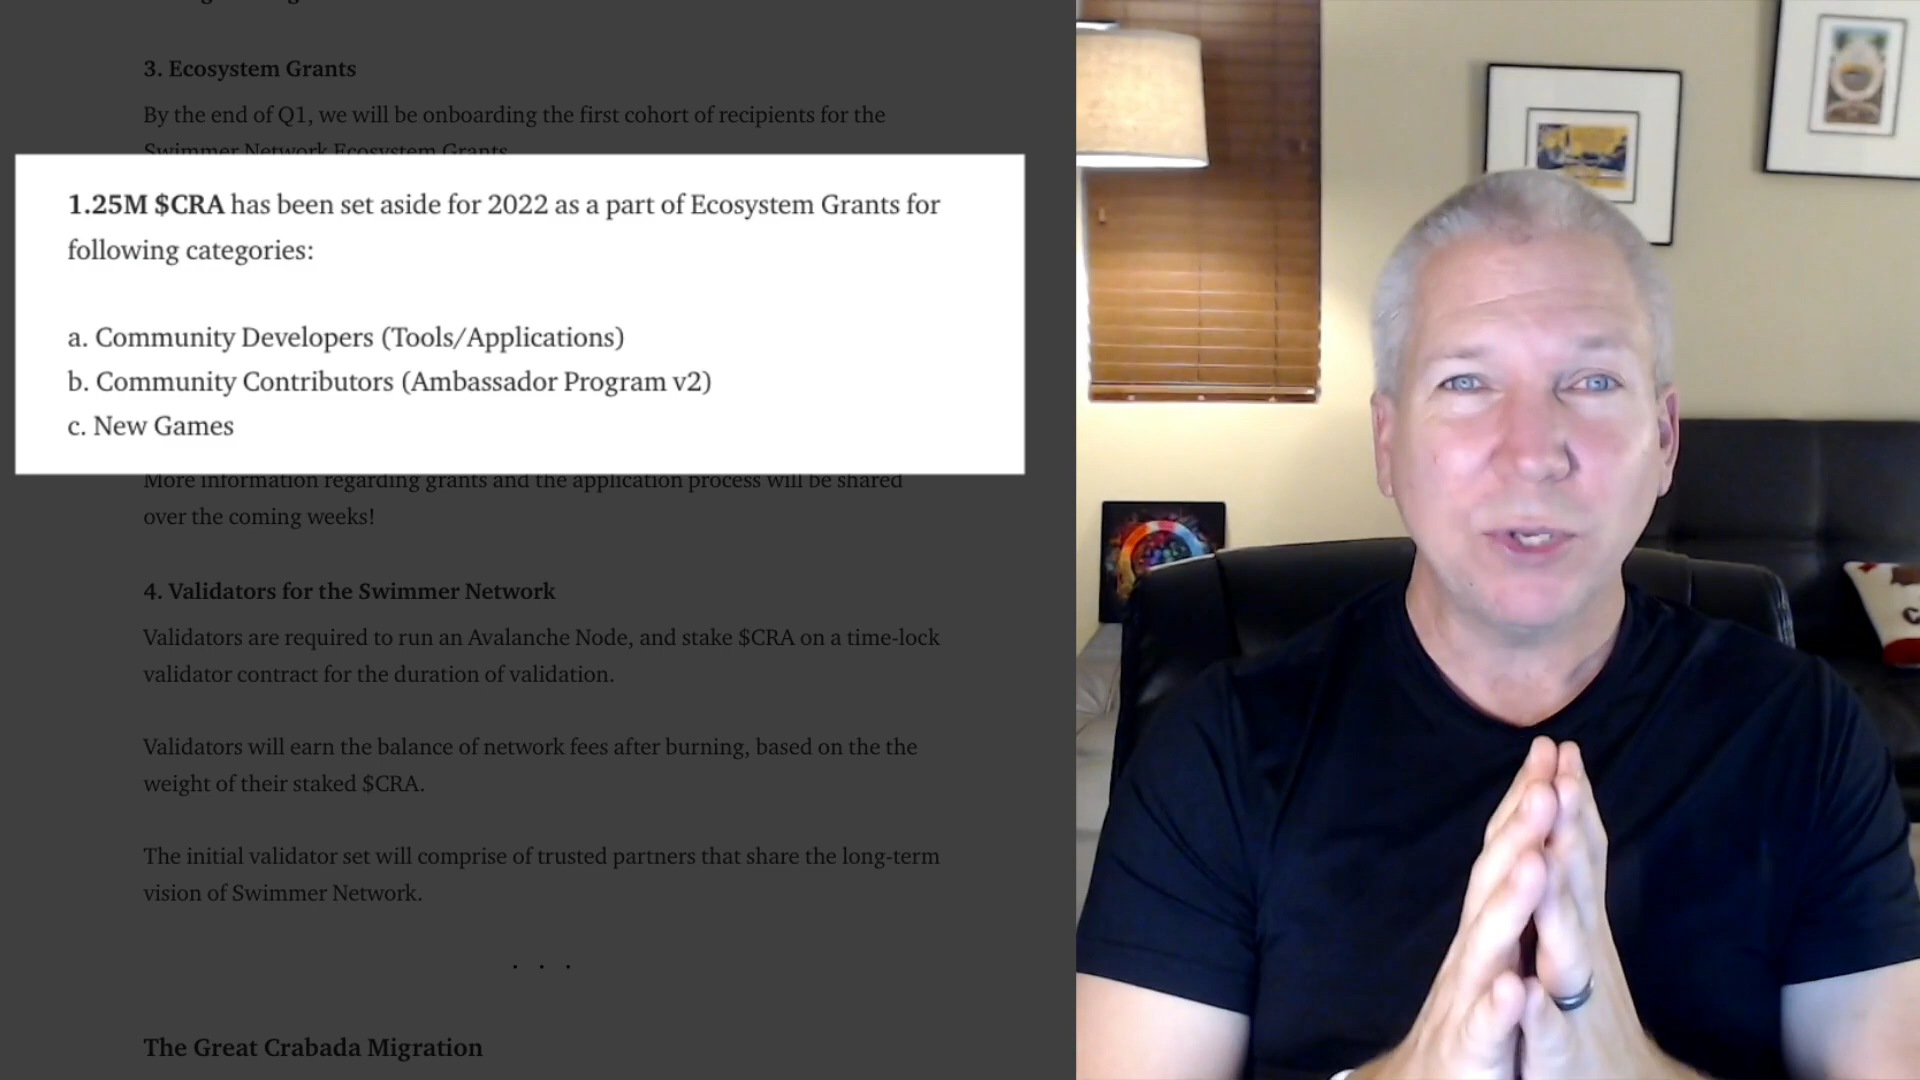 3. Ecosystem Grants
By the end of Q1, we will be onboarding the first cohort of recipients for the
Swimmer Network Ecosystem Grants
1.25M $CRA has been set aside for 2022 as a part of Ecosystem Grants for
following categories:
a. Community Developers (Tools/Applications)
b. Community Contributors (Ambassador Program v2)
c. New Games
More information regarding grants and the application process will be shared
over the coming weeks!
4. Validators for the Swimmer Network
Validators are required to run an Avalanche Node, and stake $CRA on a time-lock
validator contract for the duration of validation.
Validators will earn the balance of network fees after burning, based on the the
weight of their staked $CRA.
The initial validator set will comprise of trusted partners that share the long-term
vision of Swimmer Network.
. . .
The Great Crabada Migration